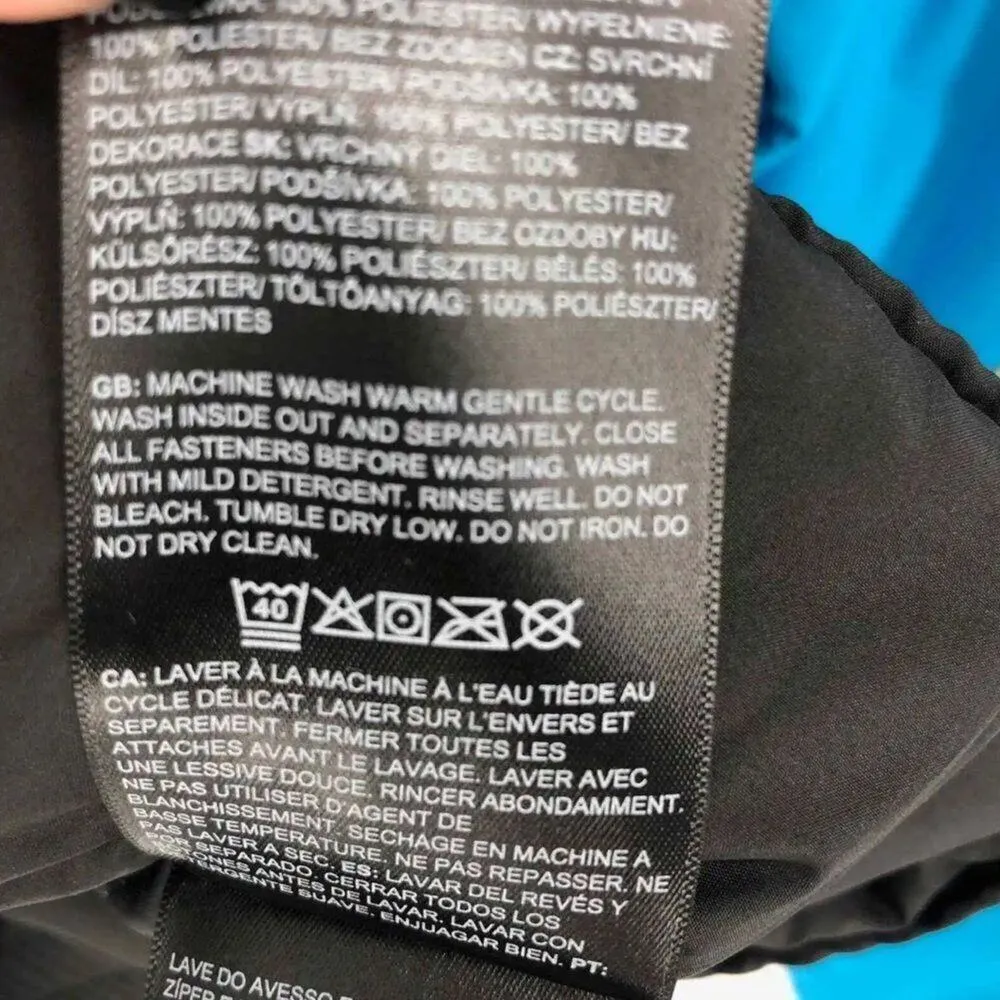 100% POLIESTER/ WYPEŁNIENIE:
100% POLIESTER/ BEZ ZDOBIEN CZ: SVRCHNÍ
DÍL: 100% POLYESTER/ PODŠÍVKA: 100%
POLYESTER/ VÝPLŇ: 100% POLYESTER/ BEZ
DEKORACE SK: VRCHNÝ DIEL: 100%
POLYESTER/ PODŠÍVKA: 100% POLYESTER/
VÝPLŇ: 100% POLYESTER/ BEZ OZDOBY HU:
KÜLSŐRÉSZ: 100% POLIÉSZTER/ BÉLÉS: 100%
POLIÉSZTER/ TÖLTŐANYAG: 100% POLIÉSZTER/
DÍSZ MENTES
GB: MACHINE WASH WARM GENTLE CYCLE.
WASH INSIDE OUT AND SEPARATELY. CLOSE
ALL FASTENERS BEFORE WASHING. WASH
WITH MILD DETERGENT. RINSE WELL. DO NOT
BLEACH. TUMBLE DRY LOW. DO NOT IRON. DO
NOT DRY CLEAN.
40
CA: LAVER À LA MACHINE À L'EAU TIÈDE AU
CYCLE DÉLICAT. LAVER SUR L'ENVERS ET
SEPAREMENT. FERMER TOUTES LES
ATTACHES AVANT LE LAVAGE. LAVER AVEC
UNE LESSIVE DOUCE. RINCER ABONDAMMENT.
NE PAS UTILISER D'AGENT DE
BLANCHISSEMENT. SECHAGE EN MACHINE A
BASSE TEMPERATURE. NE PAS REPASSER. NE
PAS LAVER A SEC. ES: LAVAR DEL REVÉS Y
POR SEPARADO. CERRAR TODOS LOS
ANTES DE LAVAR. LAVAR CON
SUAVE. ENJUAGAR BIEN. PT:
LAVE DO AVESSO